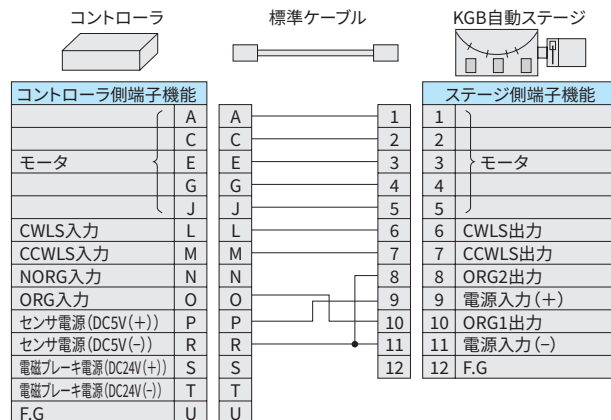 コントローラ 標準ケーブル KGB自動ステージ
コントローラ側端子機能 ステージ側端子機能
A A 1 1
C C 2 2
モータ E E 3 3 モータ
G G 4 4
J J 5 5
CWLS入力 L L 6 6 CWLS出力
CCWLS入力 M M 7 7 CCWLS出力
NORG入力 N N 8 8 ORG2出力
ORG入力 O O 9 9 電源入力(+)
センサ電源(DC5V(+)) P P 10 10 ORG1出力
センサ電源(DC5V(-)) R R 11 11 電源入力(-)
電磁ブレーキ電源(DC24V(+)) S S 12 12 F.G
電磁ブレーキ電源(DC24V(-)) T T
F.G U U